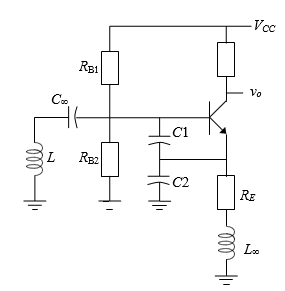 V_CC
R_B1
v_o
C_∞
C1
L
R_B2
C2
R_E
L_∞